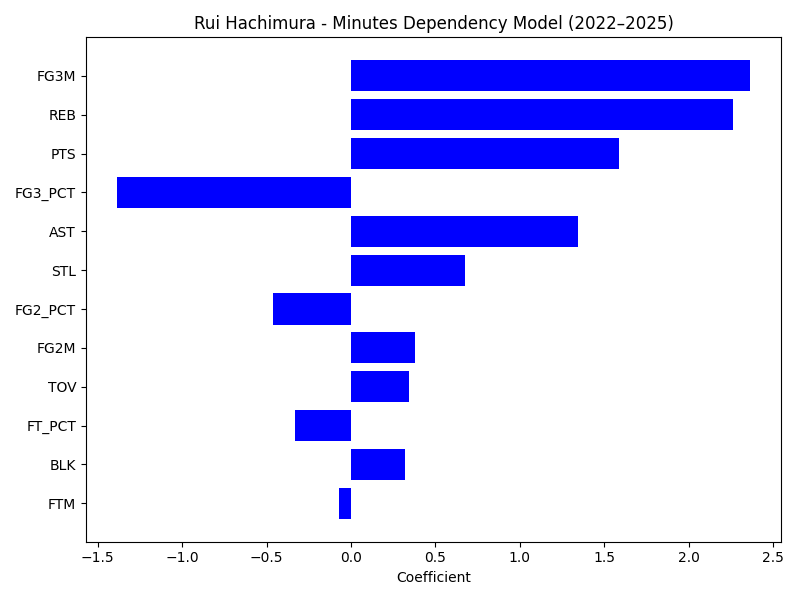 Rui Hachimura - Minutes Dependency Model (2022–2025)
FG3M
REB
PTS
FG3_PCT
AST
STL
FG2_PCT
FG2M
TOV
FT_PCT
BLK
FTM
−1.5 −1.0 −0.5 0.0 0.5 1.0 1.5 2.0 2.5
Coefficient